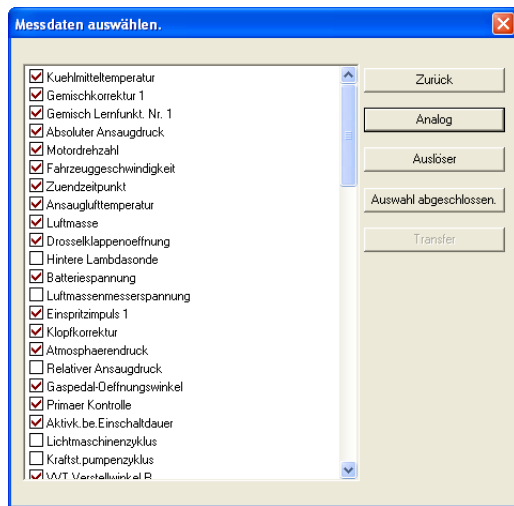 Messdaten auswählen.
Kuehlmitteltemperatur
Gemischkorrektur 1
Gemisch Lernfunkt. Nr. 1
Absoluter Ansaugdruck
Motordrehzahl
Fahrzeuggeschwindigkeit
Zuendzeitpunkt
Ansauglufttemperatur
Luftmasse
Drosselklappenoeffnung
Hintere Lambdasonde
Batteriespannung
Luftmassenmesserspannung
Einspritzimpuls 1
Klopfkorrektur
Atmosphaerendruck
Relativer Ansaugdruck
Gaspedal-Oeffnungswinkel
Primaer Kontrolle
Aktivk.be.Einschaltdauer
Lichtmaschinenzyklus
Kraftst.pumpenzyklus
VVT Verstellwinkel R
Zurück
Analog
Auslöser
Auswahl abgeschlossen.
Transfer